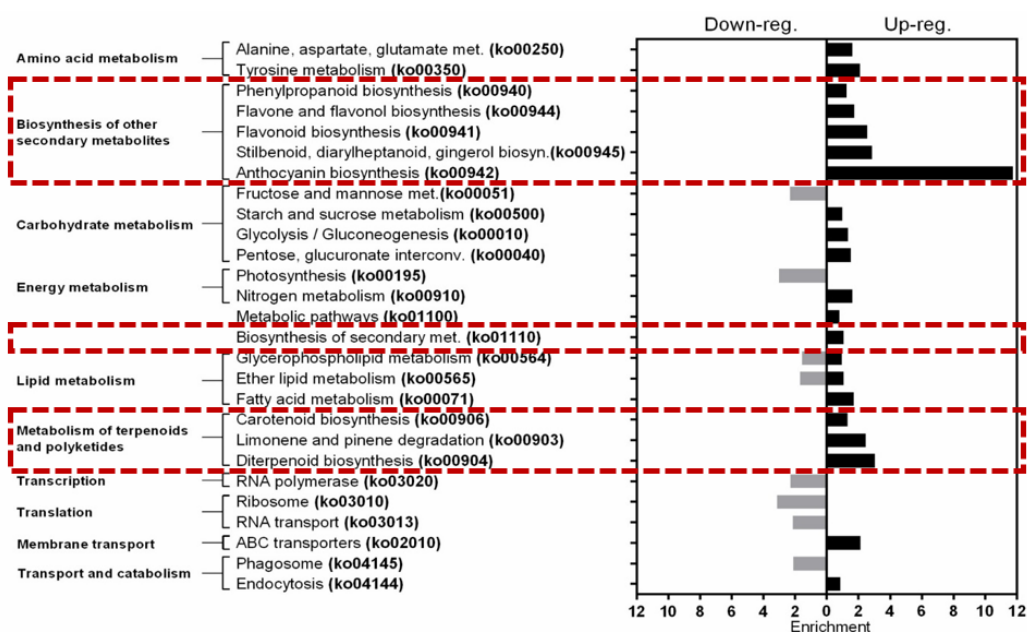 Down-reg. Up-reg.
Amino acid metabolism
Alanine, aspartate, glutamate met. (ko00250)
Tyrosine metabolism (ko00350)
Biosynthesis of other
secondary metabolites
Phenylpropanoid biosynthesis (ko00940)
Flavone and flavonol biosynthesis (ko00944)
Flavonoid biosynthesis (ko00941)
Stilbenoid, diarylheptanoid, gingerol biosyn.(ko00945)
Anthocyanin biosynthesis (ko00942)
Carbohydrate metabolism
Fructose and mannose met.(ko00051)
Starch and sucrose metabolism (ko00500)
Glycolysis / Gluconeogenesis (ko00010)
Pentose, glucuronate interconv. (ko00040)
Energy metabolism
Photosynthesis (ko00195)
Nitrogen metabolism (ko00910)
Metabolic pathways (ko01100)
Biosynthesis of secondary met. (ko01110)
Lipid metabolism
Glycerophospholipid metabolism (ko00564)
Ether lipid metabolism (ko00565)
Fatty acid metabolism (ko00071)
Metabolism of terpenoids
and polyketides
Carotenoid biosynthesis (ko00906)
Limonene and pinene degradation (ko00903)
Diterpenoid biosynthesis (ko00904)
Transcription
RNA polymerase (ko03020)
Translation
Ribosome (ko03010)
RNA transport (ko03013)
Membrane transport
ABC transporters (ko02010)
Transport and catabolism
Phagosome (ko04145)
Endocytosis (ko04144)
12 10 8 6 4 2 0 2 4 6 8 10 12
Enrichment